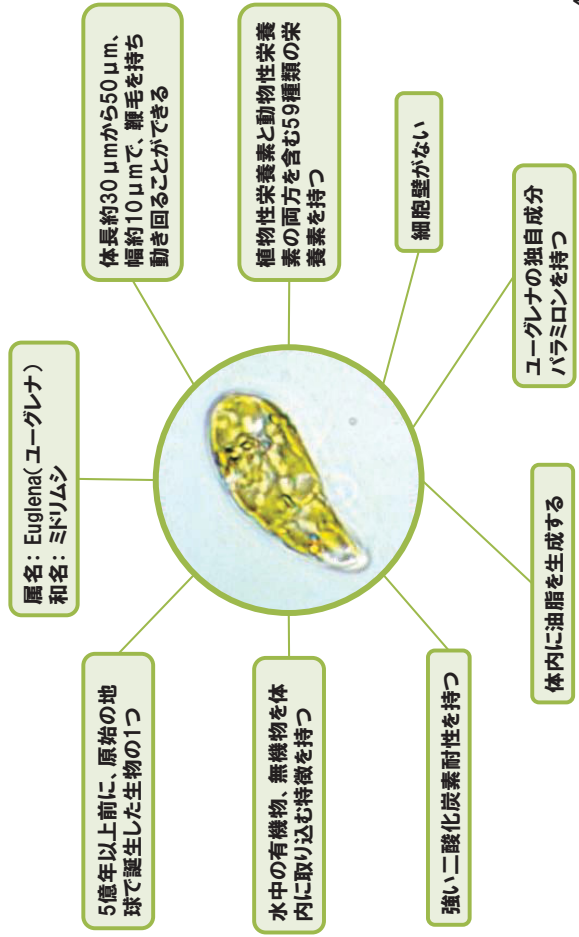 属名: Euglena(ユーグレナ)
和名: ミドリムシ
体長約30μmから50μm、
幅約10μmで、鞭毛を持ち
動き回ることができる
植物性栄養素と動物性栄養
素の両方を含む59種類の栄
養素を持つ
細胞壁がない
ユーグレナの独自成分
パラミロンを持つ
体内に油脂を生成する
強い二酸化炭素耐性を持つ
水中の有機物、無機物を体
内に取り込む特徴を持つ
5億年以上前に、原始の地
球で誕生した生物の1つ